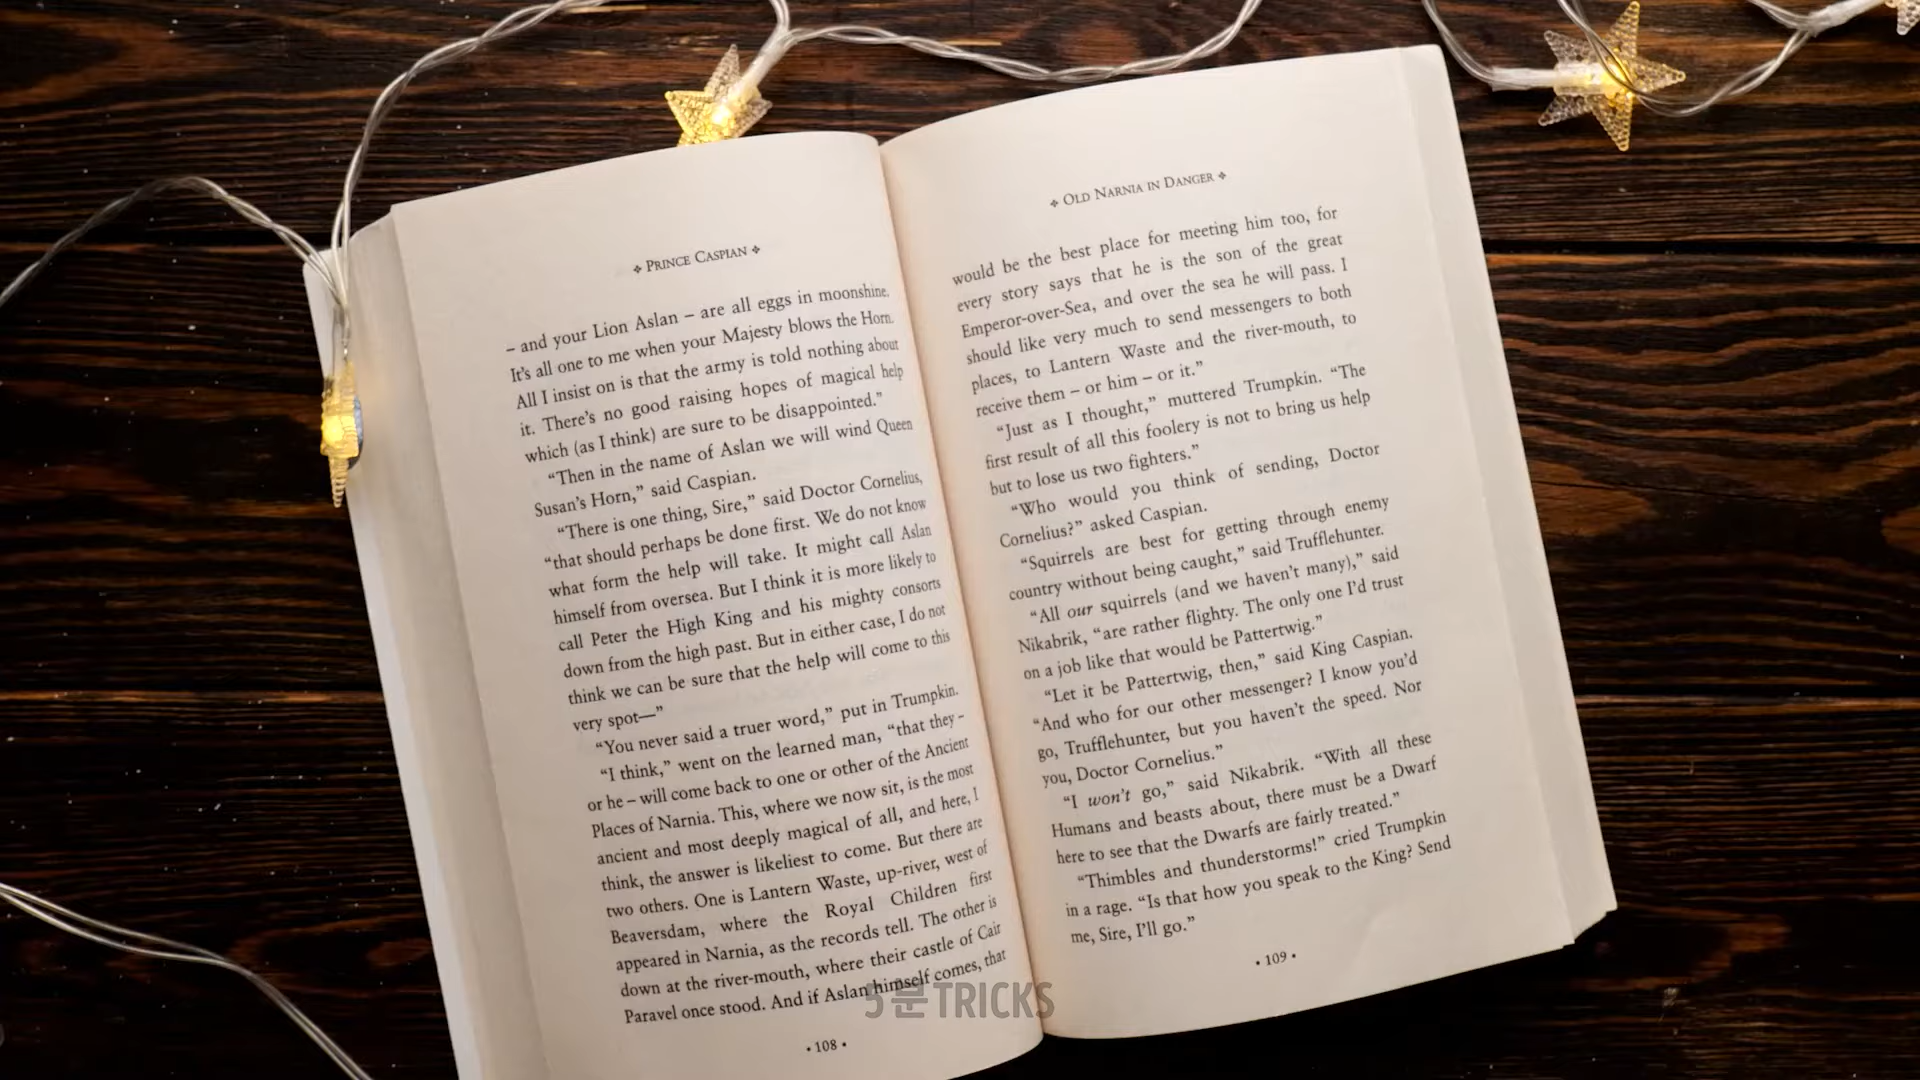 ❖ PRINCE CASPIAN ❖
– and your Lion Aslan – are all eggs in moonshine.
It's all one to me when your Majesty blows the Horn.
All I insist on is that the army is told nothing about
it. There's no good raising hopes of magical help
which (as I think) are sure to be disappointed.”
“Then in the name of Aslan we will wind Queen
Susan's Horn,” said Caspian.
“There is one thing, Sire,” said Doctor Cornelius,
“that should perhaps be done first. We do not know
what form the help will take. It might call Aslan
himself from oversea. But I think it is more likely to
call Peter the High King and his mighty consorts
down from the high past. But in either case, I do not
think we can be sure that the help will come to this
very spot—”
“You never said a truer word,” put in Trumpkin.
“I think,” went on the learned man, “that they –
or he – will come back to one or other of the Ancient
Places of Narnia. This, where we now sit, is the most
ancient and most deeply magical of all, and here, I
think, the answer is likeliest to come. But there are
two others. One is Lantern Waste, up-river, west of
Beaversdam, where the Royal Children first
appeared in Narnia, as the records tell. The other is
down at the river-mouth, where their castle of Cair
Paravel once stood. And if Aslan himself comes, that
• 108 •
❖ OLD NARNIA IN DANGER ❖
would be the best place for meeting him too, for
every story says that he is the son of the great
Emperor-over-Sea, and over the sea he will pass. I
should like very much to send messengers to both
places, to Lantern Waste and the river-mouth, to
receive them – or him – or it.”
“Just as I thought,” muttered Trumpkin. “The
first result of all this foolery is not to bring us help
but to lose us two fighters.”
“Who would you think of sending, Doctor
Cornelius?” asked Caspian.
“Squirrels are best for getting through enemy
country without being caught,” said Trufflehunter.
“All our squirrels (and we haven't many),” said
Nikabrik, “are rather flighty. The only one I'd trust
on a job like that would be Pattertwig.”
“Let it be Pattertwig, then,” said King Caspian.
“And who for our other messenger? I know you'd
go, Trufflehunter, but you haven't the speed. Nor
you, Doctor Cornelius.”
“I won't go,” said Nikabrik. “With all these
Humans and beasts about, there must be a Dwarf
here to see that the Dwarfs are fairly treated.”
“Thimbles and thunderstorms!” cried Trumpkin
in a rage. “Is that how you speak to the King? Send
me, Sire, I'll go.”
• 109 •
5분TRICKS